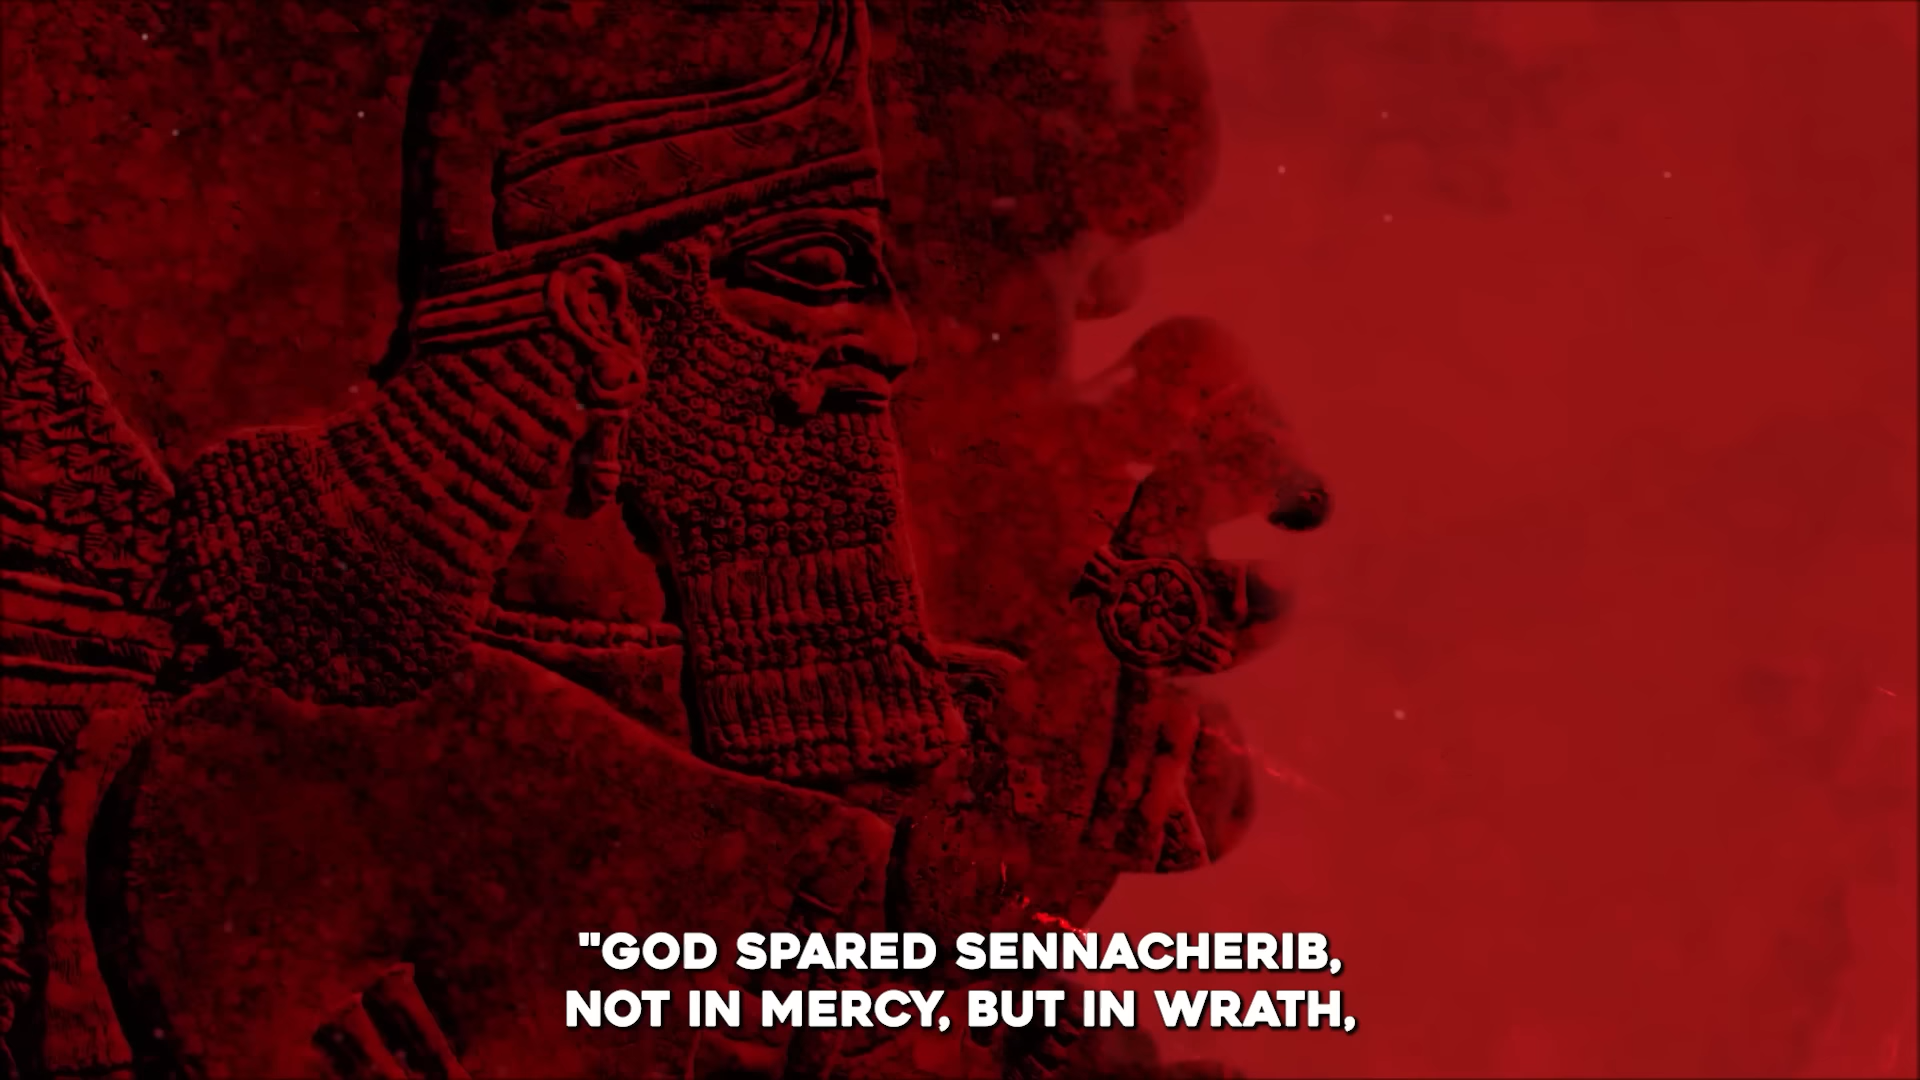 "GOD SPARED SENNACHERIB,
NOT IN MERCY, BUT IN WRATH,